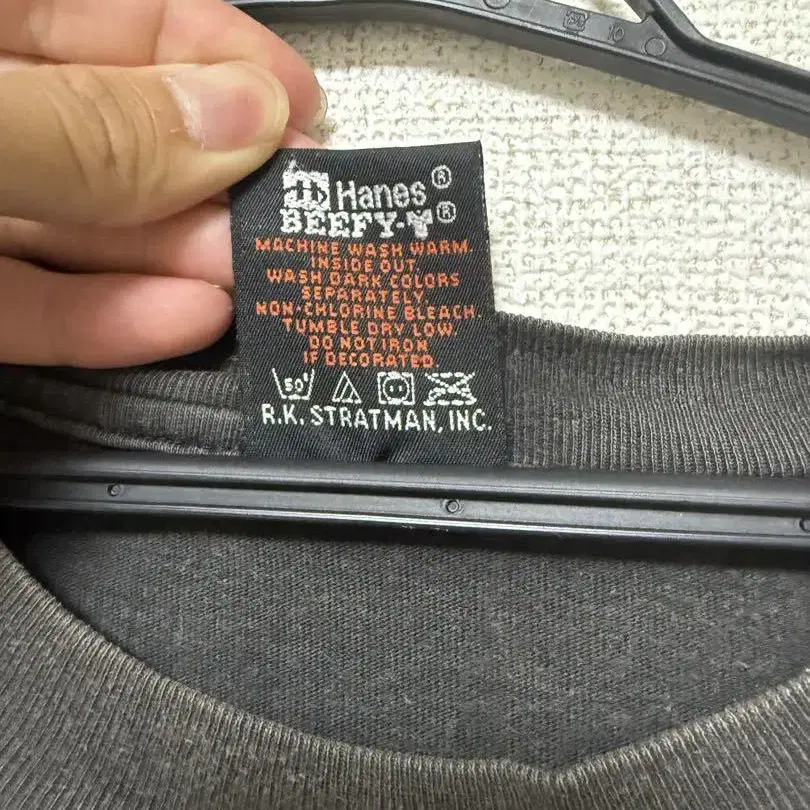 10
Hanes®
BEEFY-T®
MACHINE WASH WARM.
INSIDE OUT.
WASH DARK COLORS
SEPARATELY.
NON-CHLORINE BLEACH.
TUMBLE DRY LOW.
DO NOT IRON
IF DECORATED.
50°
R.K. STRATMAN, INC.